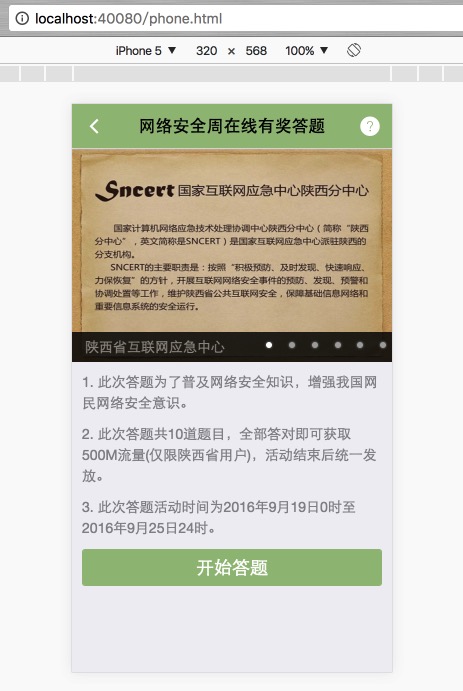 localhost:40080/phone.html
iPhone 5 ▼ 320 × 568 100% ▼
网络安全周在线有奖答题 ?
Sncert 国家互联网应急中心陕西分中心
国家计算机网络应急技术处理协调中心陕西分中心（简称“陕西
分中心”，英文简称是SNCERT）是国家互联网应急中心派驻陕西的
分支机构。
SNCERT的主要职责是：按照“积极预防、及时发现、快速响应、
力保恢复”的方针，开展互联网网络安全事件的预防、发现、预警和
协调处置等工作，维护陕西省公共互联网安全，保障基础信息网络和
重要信息系统的安全运行。
陕西省互联网应急中心
1. 此次答题为了普及网络安全知识，增强我国网
民网络安全意识。
2. 此次答题共10道题目，全部答对即可获取
500M流量(仅限陕西省用户)，活动结束后统一发
放。
3. 此次答题活动时间为2016年9月19日0时至
2016年9月25日24时。
开始答题